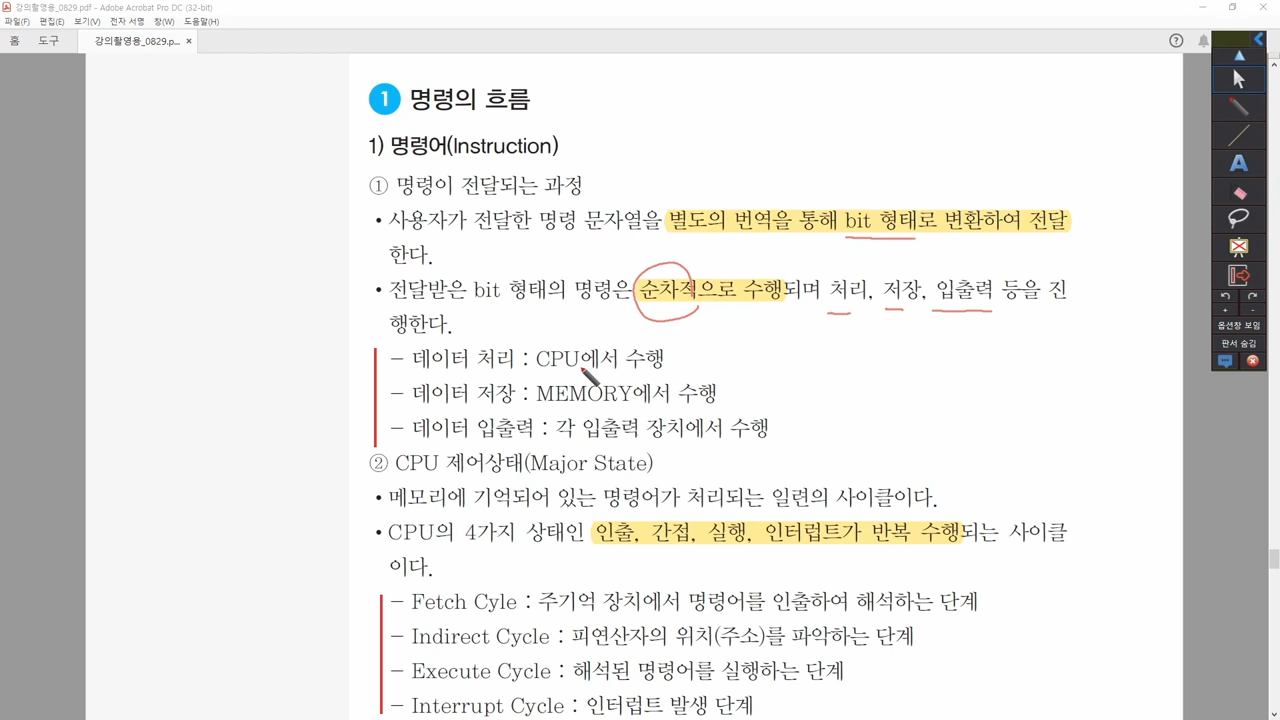 강의촬영용_0829.pdf - Adobe Acrobat Pro DC (32-bit)
파일(F) 편집(E) 보기(V) 전자 서명 창(W) 도움말(H)
홈 도구 강의촬영용_0829.p... ×
1 명령의 흐름
1) 명령어(Instruction)
① 명령이 전달되는 과정
• 사용자가 전달한 명령 문자열을 별도의 번역을 통해 bit 형태로 변환하여 전달
한다.
• 전달받은 bit 형태의 명령은 순차적으로 수행되며 처리, 저장, 입출력 등을 진
행한다.
– 데이터 처리 : CPU에서 수행
– 데이터 저장 : MEMORY에서 수행
– 데이터 입출력 : 각 입출력 장치에서 수행
② CPU 제어상태(Major State)
• 메모리에 기억되어 있는 명령어가 처리되는 일련의 사이클이다.
• CPU의 4가지 상태인 인출, 간접, 실행, 인터럽트가 반복 수행되는 사이클
이다.
– Fetch Cyle : 주기억 장치에서 명령어를 인출하여 해석하는 단계
– Indirect Cycle : 피연산자의 위치(주소)를 파악하는 단계
– Execute Cycle : 해석된 명령어를 실행하는 단계
– Interrupt Cycle : 인터럽트 발생 단계
A
+ -
옵션창 보임
판서 숨김